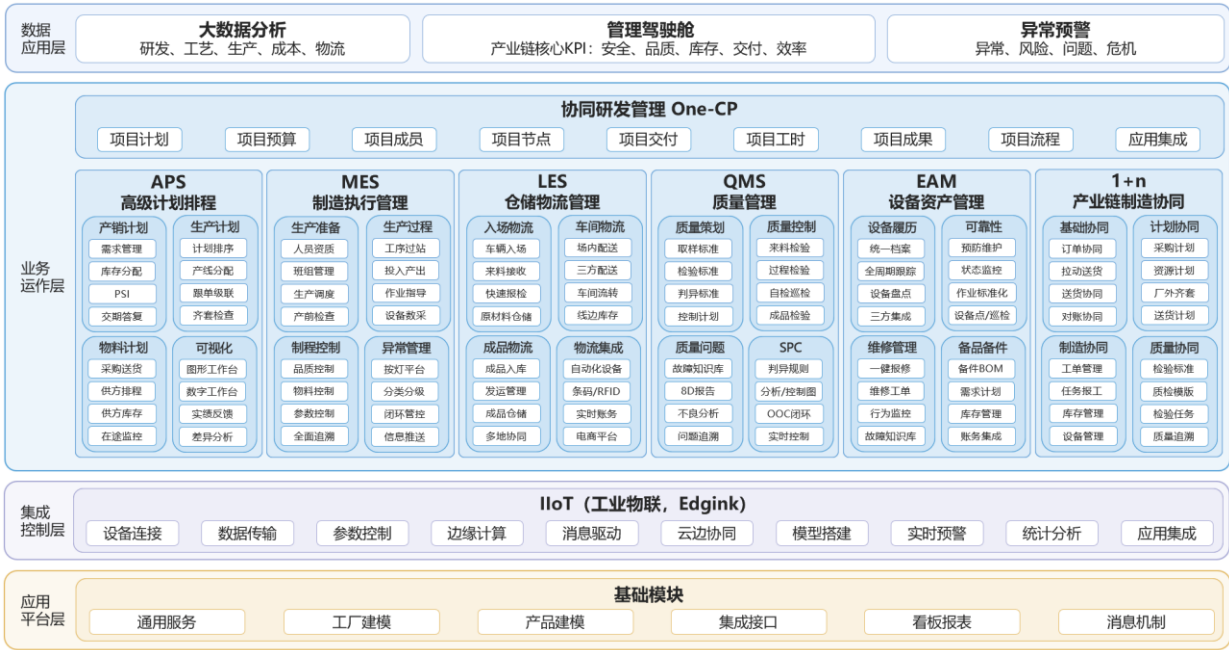 数据
应用层
大数据分析
研发、工艺、生产、成本、物流
管理驾驶舱
产业链核心KPI：安全、品质、库存、交付、效率
异常预警
异常、风险、问题、危机
业务
运作层
协同研发管理 One-CP
项目计划
项目预算
项目成员
项目节点
项目交付
项目工时
项目成果
项目流程
应用集成
APS
高级计划排程
产销计划
需求管理
库存分配
PSI
交期答复
生产计划
计划排序
产线分配
跟单级联
齐套检查
物料计划
采购送货
供方排程
供方库存
在途监控
可视化
图形工作台
数字工作台
实绩反馈
差异分析
MES
制造执行管理
生产准备
人员资质
班组管理
生产调度
产前检查
生产过程
工序过站
投入产出
作业指导
设备数采
制程控制
品质控制
物料控制
参数控制
全面追溯
异常管理
按灯平台
分类分级
闭环管控
信息推送
LES
仓储物流管理
入场物流
车辆入场
来料接收
快速报检
原材料仓储
车间物流
场内配送
三方配送
车间流转
线边库存
成品物流
成品入库
发运管理
成品仓储
多地协同
物流集成
自动化设备
条码/RFID
实时账务
电商平台
QMS
质量管理
质量策划
取样标准
检验标准
判异标准
控制计划
质量控制
来料检验
过程检验
自检巡检
成品检验
质量问题
故障知识库
8D报告
不良分析
问题追溯
SPC
判异规则
分析/控制图
OOC闭环
实时控制
EAM
设备资产管理
设备履历
统一档案
全周期跟踪
设备盘点
三方集成
可靠性
预防维护
状态监控
作业标准化
设备点/巡检
维修管理
一健报修
维修工单
行为监控
故障知识库
备品备件
备件BOM
需求计划
库存管理
账务集成
1+n
产业链制造协同
基础协同
订单协同
拉动送货
送货协同
对账协同
计划协同
采购计划
资源计划
厂外齐套
送货计划
制造协同
工单管理
任务报工
库存管理
设备管理
质量协同
检验标准
质检模版
检验任务
质量追溯
集成
控制层
IIoT（工业物联，Edgink）
设备连接
数据传输
参数控制
边缘计算
消息驱动
云边协同
模型搭建
实时预警
统计分析
应用集成
应用
平台层
基础模块
通用服务
工厂建模
产品建模
集成接口
看板报表
消息机制